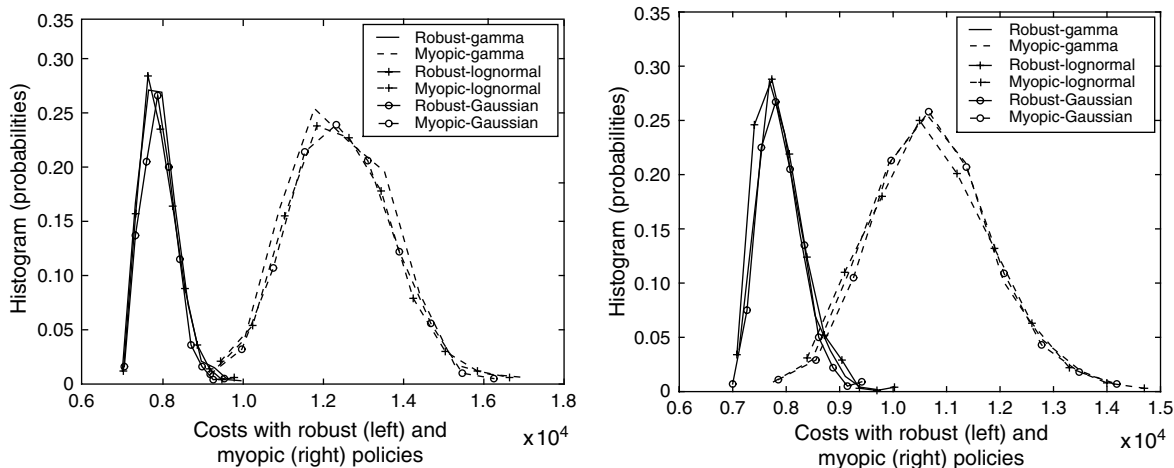 0.35
0.30
0.25
0.20
0.15
0.10
0.05
0
Histogram (probabilities)
Robust-gamma
Myopic-gamma
Robust-lognormal
Myopic-lognormal
Robust-Gaussian
Myopic-Gaussian
0.6 0.8 1.0 1.2 1.4 1.6 1.8
×10⁴
Costs with robust (left) and
myopic (right) policies
0.35
0.30
0.25
0.20
0.15
0.10
0.05
0
Histogram (probabilities)
Robust-gamma
Myopic-gamma
Robust-lognormal
Myopic-lognormal
Robust-Gaussian
Myopic-Gaussian
0.6 0.7 0.8 0.9 1.0 1.1 1.2 1.3 1.4 1.5
×10⁴
Costs with robust (left) and
myopic (right) policies